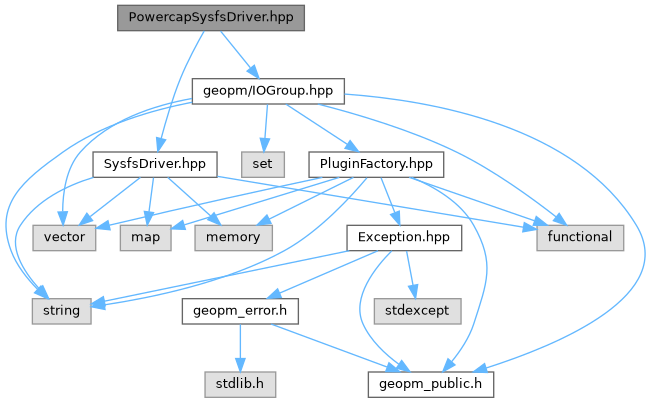 PowercapSysfsDriver.hpp
geopm/IOGroup.hpp
SysfsDriver.hpp
set
PluginFactory.hpp
vector
map
memory
Exception.hpp
functional
string
geopm_error.h
stdexcept
stdlib.h
geopm_public.h